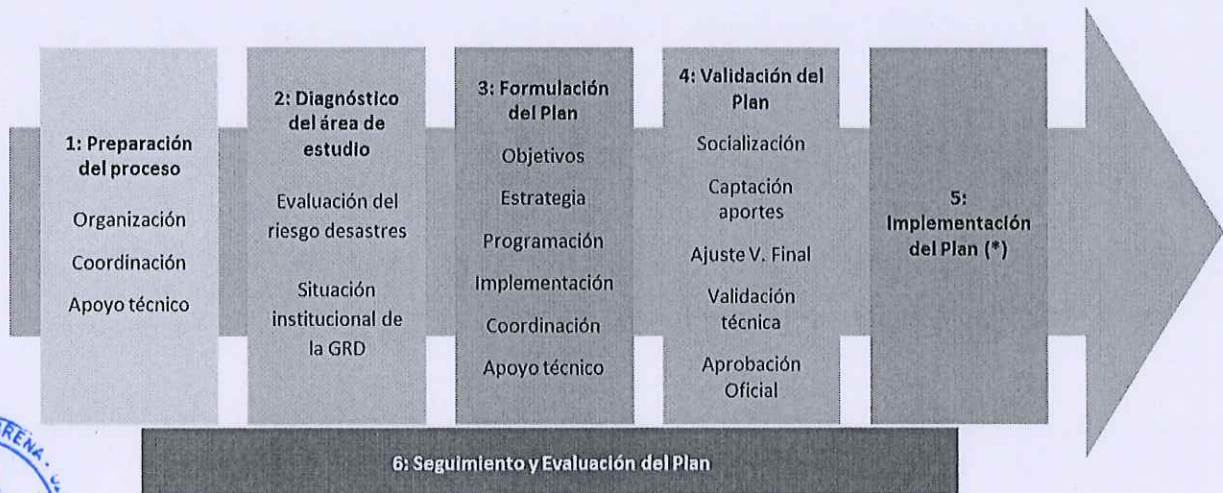 1: Preparación
del proceso
Organización
Coordinación
Apoyo técnico
2: Diagnóstico
del área de
estudio
Evaluación del
riesgo desastres
Situación
institucional de
la GRD
3: Formulación
del Plan
Objetivos
Estrategia
Programación
Implementación
Coordinación
Apoyo técnico
4: Validación del
Plan
Socialización
Captación
aportes
Ajuste V. Final
Validación
técnica
Aprobación
Oficial
5:
Implementación
del Plan (*)
6: Seguimiento y Evaluación del Plan